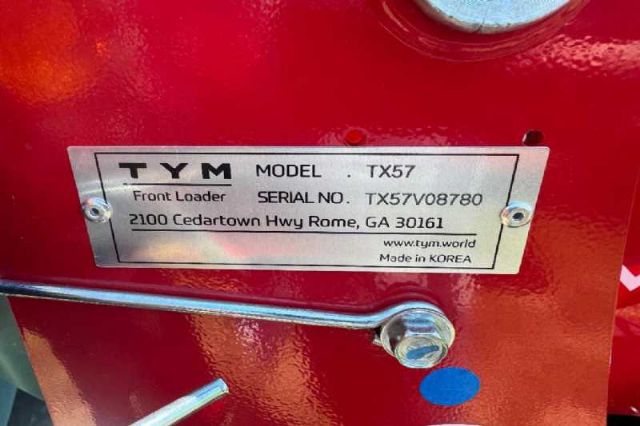 TYM MODEL . TX57
Front Loader SERIAL NO. TX57V08780
2100 Cedartown Hwy Rome, GA 30161
www.tym.world
Made in KOREA